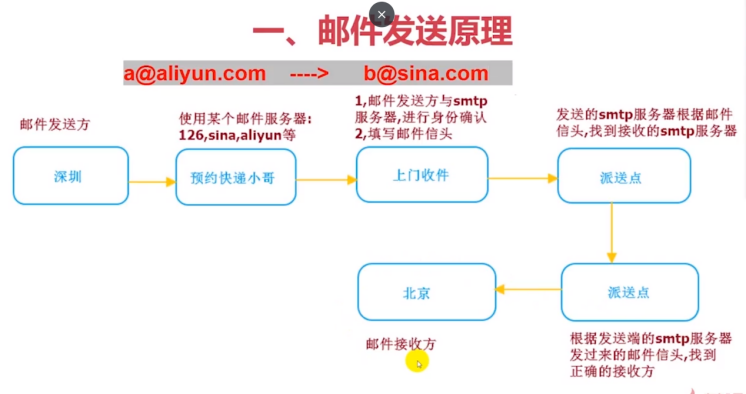 一、邮件发送原理
a@aliyun.com ----> b@sina.com
邮件发送方
使用某个邮件服务器:
126,sina,aliyun等
1,邮件发送方与smtp
服务器,进行身份确认
2,填写邮件信头
发送的smtp服务器根据邮件
信头,找到接收的smtp服务器
深圳
预约快递小哥
上门收件
派送点
北京
派送点
邮件接收方
根据发送端的smtp服务器
发过来的邮件信头,找到
正确的接收方